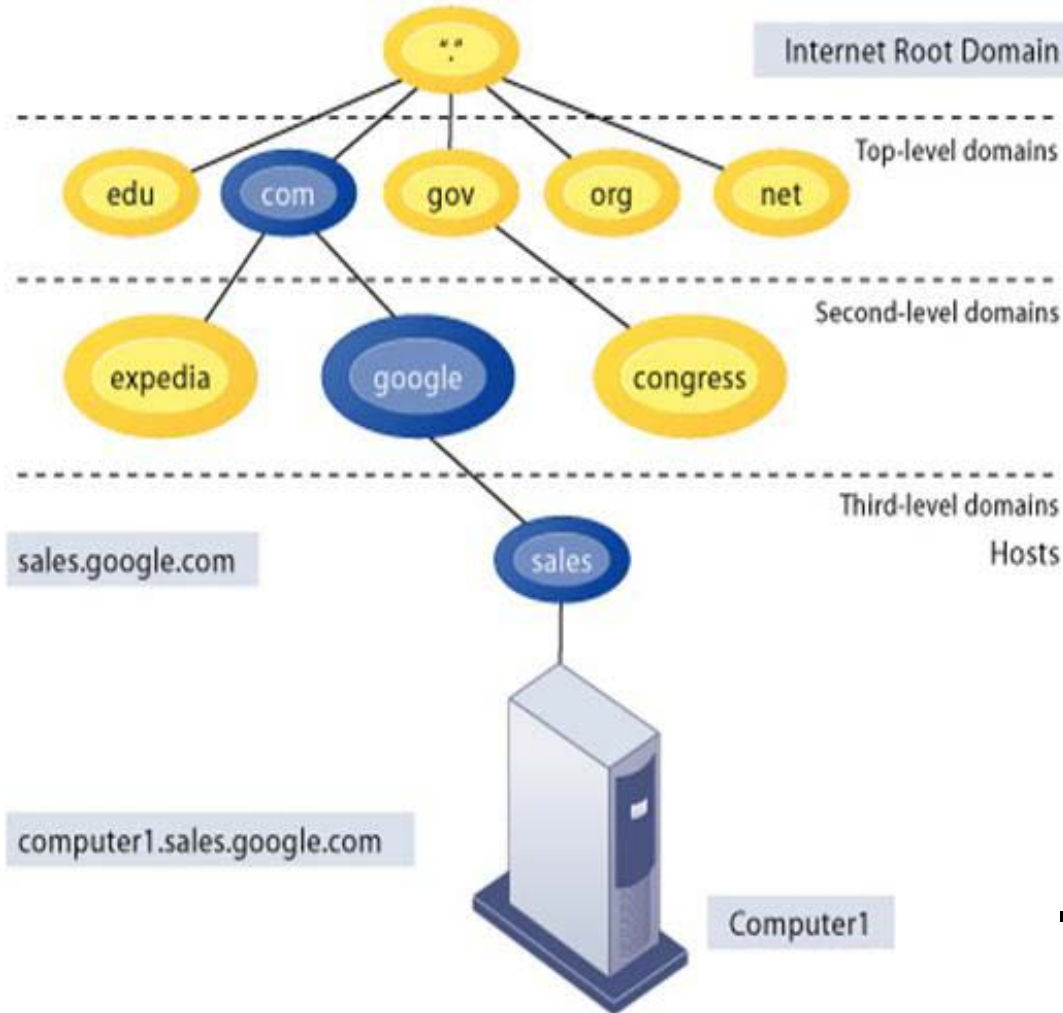 " . "
Internet Root Domain
Top-level domains
edu com gov org net
Second-level domains
expedia google congress
Third-level domains
sales.google.com
sales
Hosts
computer1.sales.google.com
Computer1